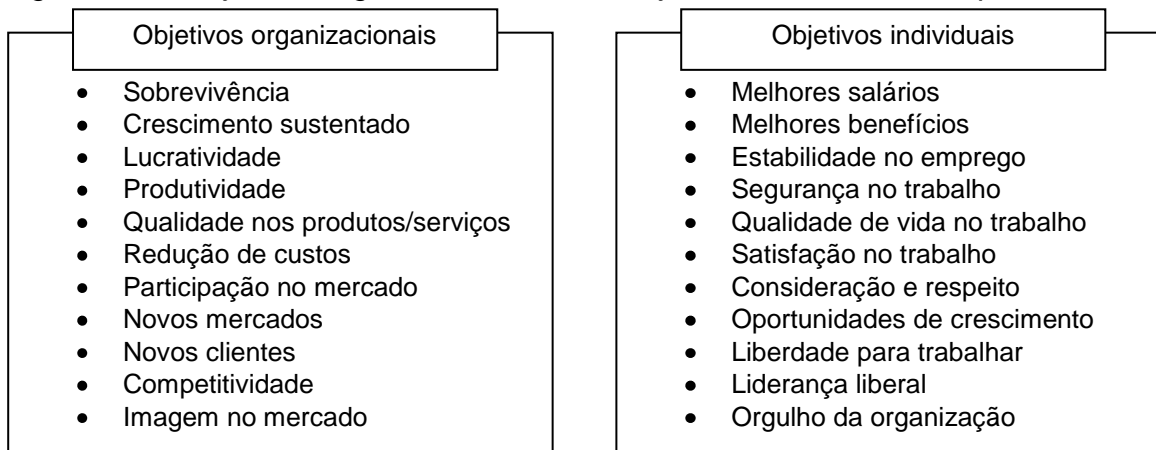 Objetivos organizacionais
• Sobrevivência
• Crescimento sustentado
• Lucratividade
• Produtividade
• Qualidade nos produtos/serviços
• Redução de custos
• Participação no mercado
• Novos mercados
• Novos clientes
• Competitividade
• Imagem no mercado
Objetivos individuais
• Melhores salários
• Melhores benefícios
• Estabilidade no emprego
• Segurança no trabalho
• Qualidade de vida no trabalho
• Satisfação no trabalho
• Consideração e respeito
• Oportunidades de crescimento
• Liberdade para trabalhar
• Liderança liberal
• Orgulho da organização